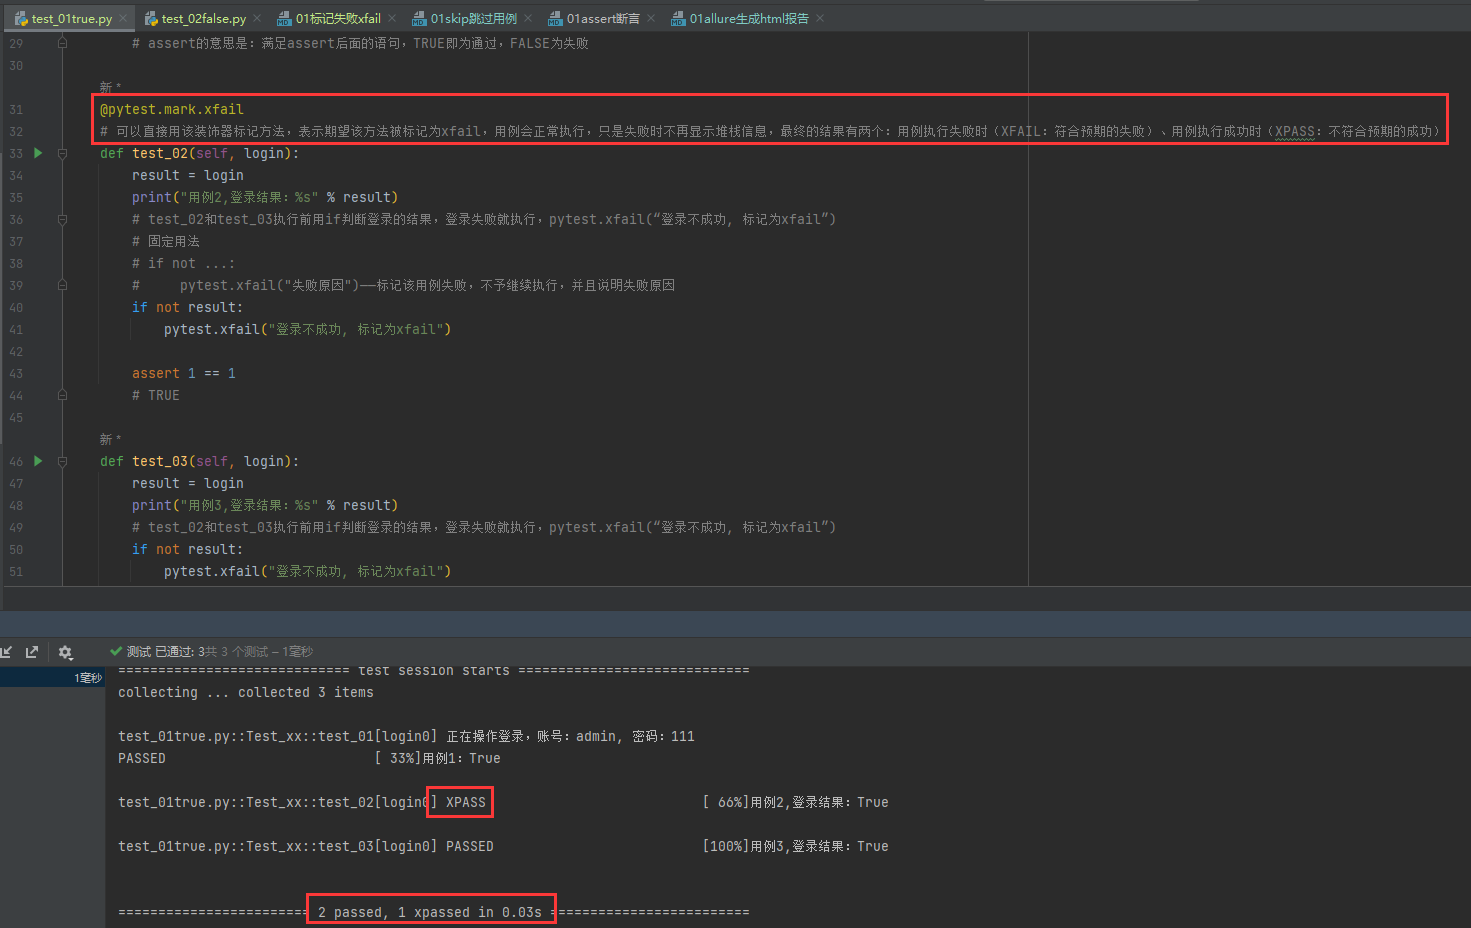 test_01true.py test_02false.py 01标记失败xfail 01skip跳过用例 01assert断言 01allure生成html报告
29 # assert的意思是：满足assert后面的语句，TRUE即为通过，FALSE为失败
30
新 *
31 @pytest.mark.xfail
32 # 可以直接用该装饰器标记方法，表示期望该方法被标记为xfail，用例会正常执行，只是失败时不再显示堆栈信息，最终的结果有两个：用例执行失败时（XFAIL：符合预期的失败）、用例执行成功时（XPASS：不符合预期的成功）
33 def test_02(self, login):
34 result = login
35 print("用例2,登录结果：%s" % result)
36 # test_02和test_03执行前用if判断登录的结果，登录失败就执行，pytest.xfail(“登录不成功, 标记为xfail”)
37 # 固定用法
38 # if not ...:
39 # pytest.xfail("失败原因")——标记该用例失败，不予继续执行，并且说明失败原因
40 if not result:
41 pytest.xfail("登录不成功, 标记为xfail")
42
43 assert 1 == 1
44 # TRUE
45
新 *
46 def test_03(self, login):
47 result = login
48 print("用例3,登录结果：%s" % result)
49 # test_02和test_03执行前用if判断登录的结果，登录失败就执行，pytest.xfail(“登录不成功, 标记为xfail”)
50 if not result:
51 pytest.xfail("登录不成功, 标记为xfail")
测试 已通过: 3共 3 个测试 – 1毫秒
1毫秒
============================= test session starts =============================
collecting ... collected 3 items
test_01true.py::Test_xx::test_01[login0] 正在操作登录，账号：admin, 密码：111
PASSED [ 33%]用例1：True
test_01true.py::Test_xx::test_02[login0] XPASS [ 66%]用例2,登录结果：True
test_01true.py::Test_xx::test_03[login0] PASSED [100%]用例3,登录结果：True
======================== 2 passed, 1 xpassed in 0.03s =========================